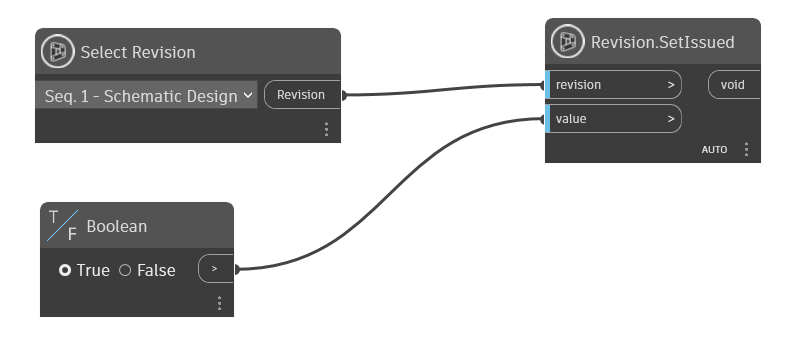 Select Revision
Seq. 1 - Schematic Design
Revision
Revision.SetIssued
revision >
void
value >
AUTO
T/F
Boolean
True False
>